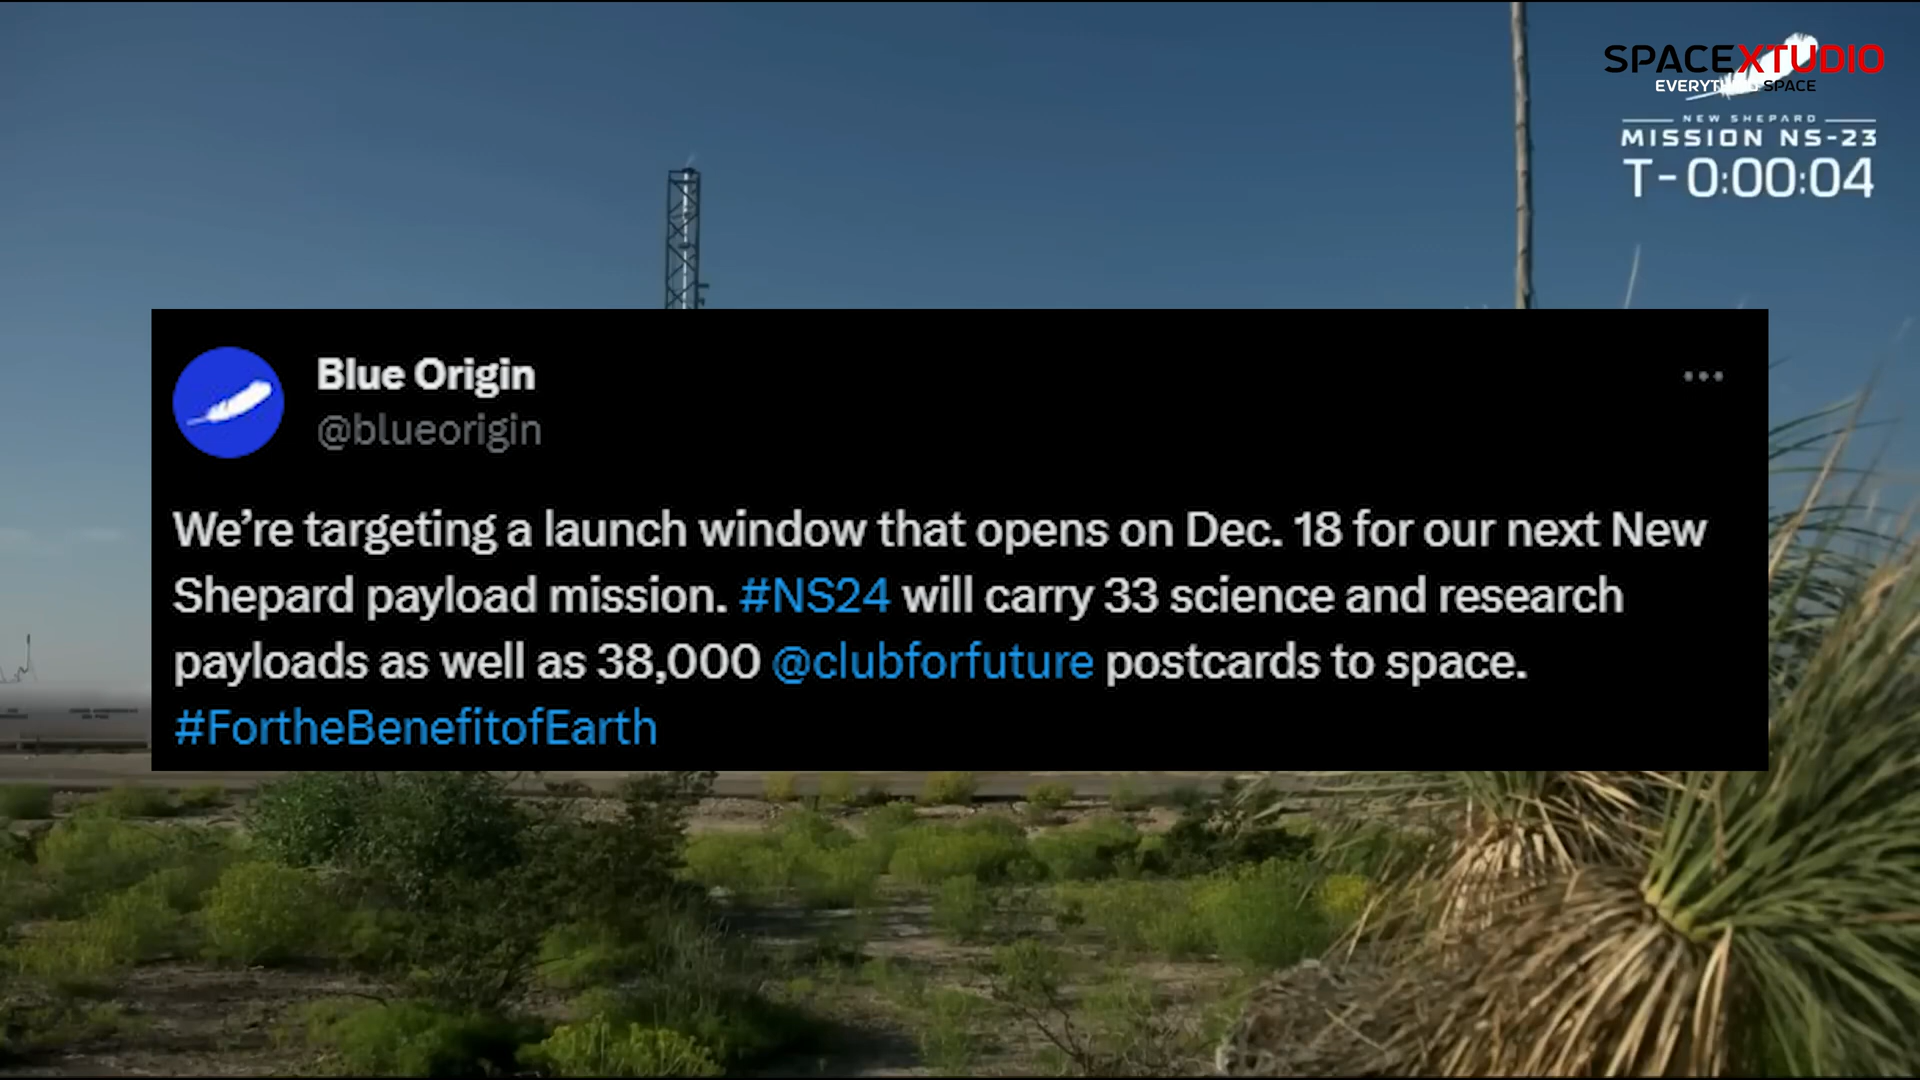 SPACEXTUDIO
EVERYTHING SPACE
NEW SHEPARD
MISSION NS-23
T-0:00:04
Blue Origin
@blueorigin
We’re targeting a launch window that opens on Dec. 18 for our next New
Shepard payload mission. #NS24 will carry 33 science and research
payloads as well as 38,000 @clubforfuture postcards to space.
#FortheBenefitofEarth